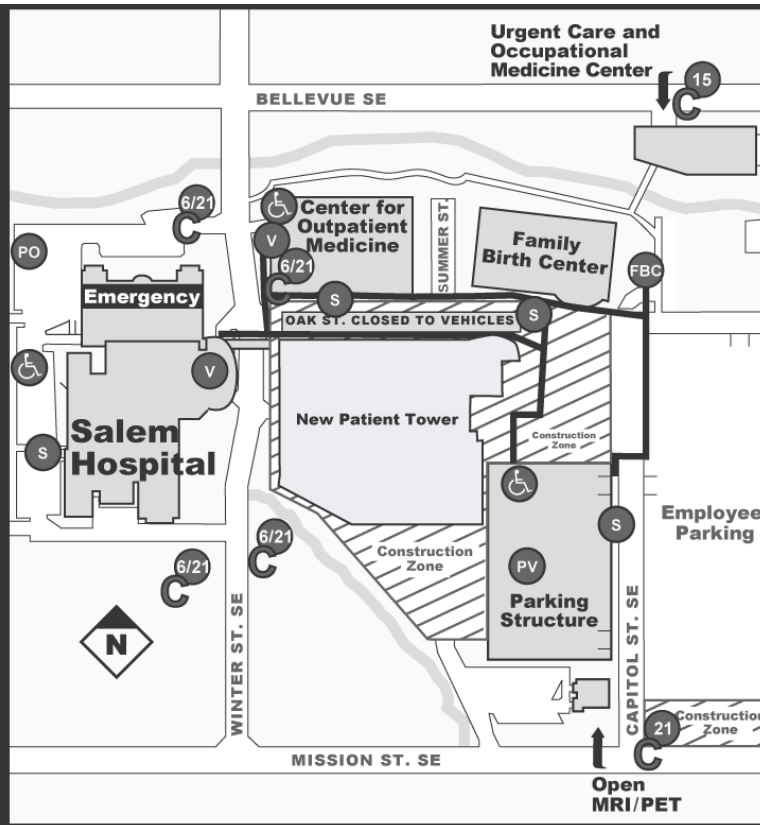 Urgent Care and
Occupational
Medicine Center
15
C
BELLEVUE SE
6/21
C
Center for
Outpatient
Medicine
SUMMER ST.
Family
Birth Center
PO
V
6/21
C
FBC
Emergency
S
S
OAK ST. CLOSED TO VEHICLES
V
New Patient Tower
Salem
Hospital
S
Construction
Zone
Employee
Parking
S
6/21
C
Construction
Zone
6/21
C
PV
Parking
Structure
N
WINTER ST. SE
CAPITOL ST. SE
21
C
Construction
Zone
MISSION ST. SE
Open
MRI/PET